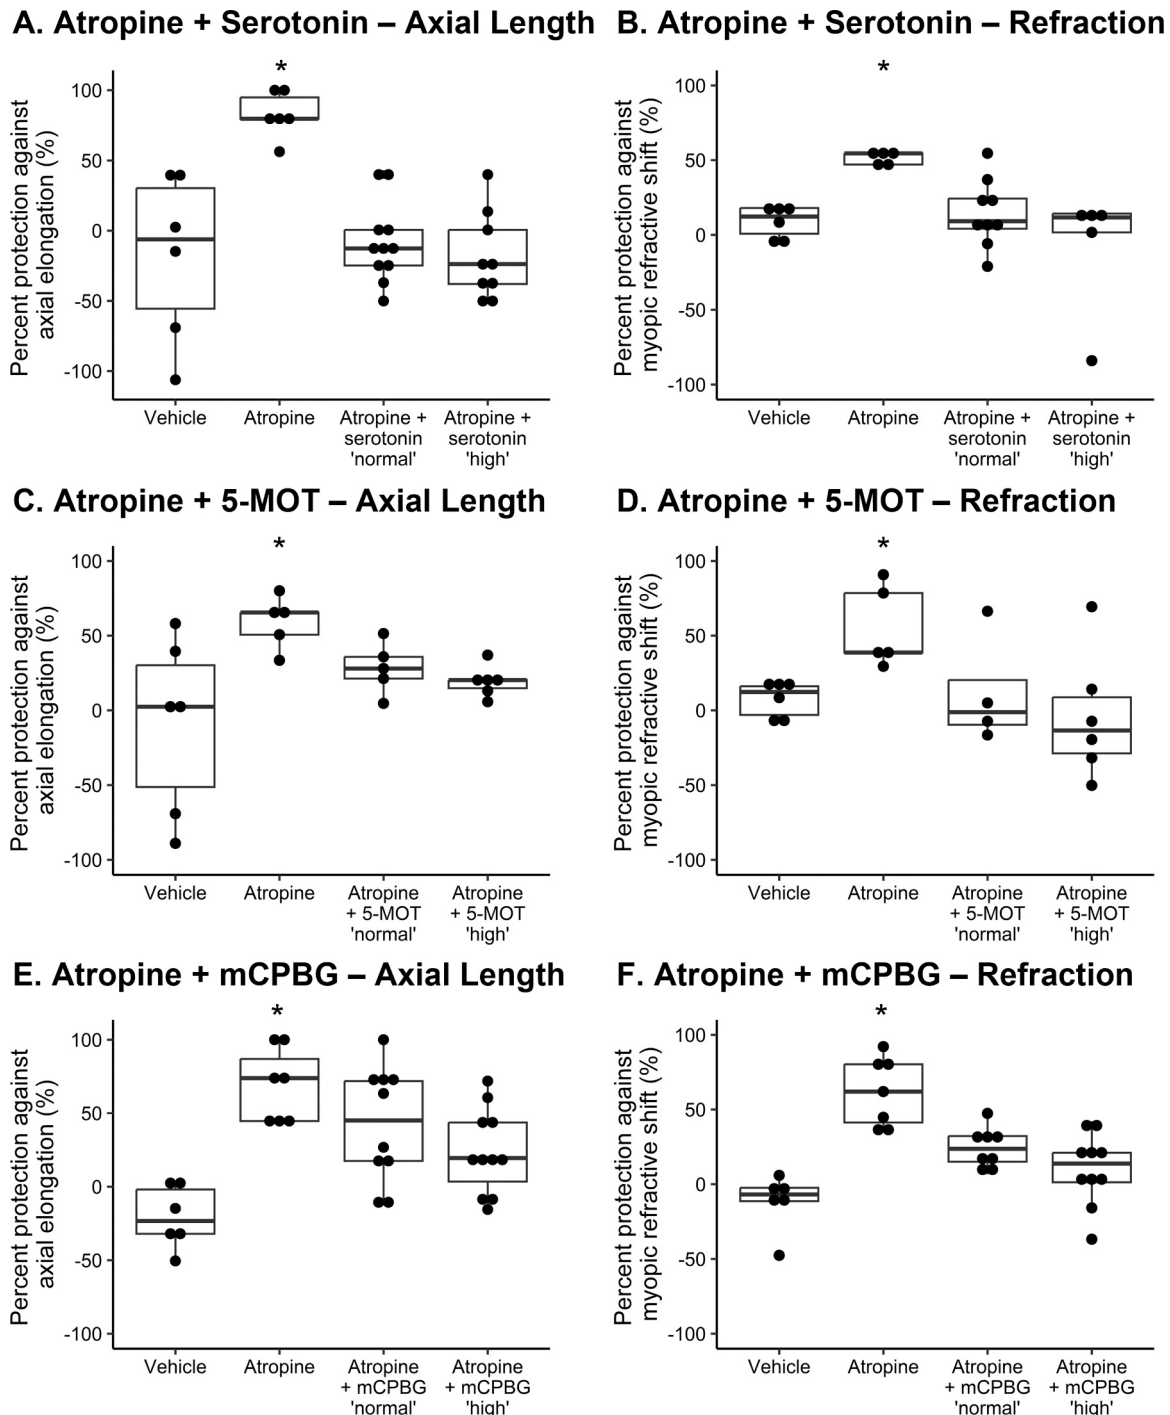 A. Atropine + Serotonin – Axial Length
*
Percent protection against
axial elongation (%)
100
50
0
-50
-100
Vehicle
Atropine
Atropine +
serotonin
'normal'
Atropine +
serotonin
'high'
B. Atropine + Serotonin – Refraction
*
Percent protection against
myopic refractive shift (%)
100
50
0
-50
-100
Vehicle
Atropine
Atropine +
serotonin
'normal'
Atropine +
serotonin
'high'
C. Atropine + 5-MOT – Axial Length
*
Percent protection against
axial elongation (%)
100
50
0
-50
-100
Vehicle
Atropine
Atropine
+ 5-MOT
'normal'
Atropine
+ 5-MOT
'high'
D. Atropine + 5-MOT – Refraction
*
Percent protection against
myopic refractive shift (%)
100
50
0
-50
-100
Vehicle
Atropine
Atropine
+ 5-MOT
'normal'
Atropine
+ 5-MOT
'high'
E. Atropine + mCPBG – Axial Length
*
Percent protection against
axial elongation (%)
100
50
0
-50
-100
Vehicle
Atropine
Atropine
+ mCPBG
'normal'
Atropine
+ mCPBG
'high'
F. Atropine + mCPBG – Refraction
*
Percent protection against
myopic refractive shift (%)
100
50
0
-50
-100
Vehicle
Atropine
Atropine
+ mCPBG
'normal'
Atropine
+ mCPBG
'high'